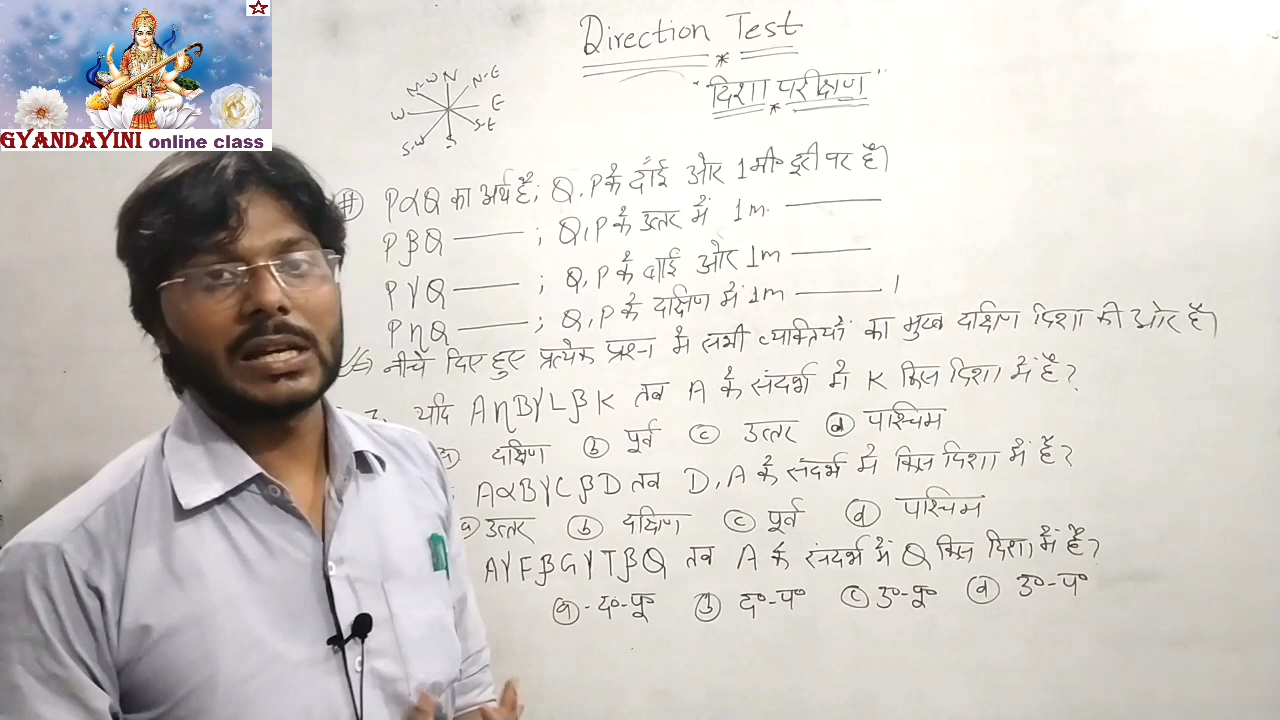 GYANDAYINI online class
Direction Test
"दिशा परीक्षण"
N
N-W N-E
W E
S-W S-E
S
# PαQ का अर्थ है; Q, P के दाँई ओर 1मी० दूरी पर है।
PβQ ——— ; Q, P के उत्तर में 1m. ———
PγQ ——— ; Q, P के बाई ओर 1m ———
PηQ ——— ; Q, P के दक्षिण में 1m ——— ।
नीचे दिए हुए प्रत्येक प्रश्न में सभी व्यक्तियों का मुख दक्षिण दिशा की ओर है।
यदि AηBγLβK तब A के संदर्भ में K किस दिशा में है?
दक्षिण (b) पूर्व (c) उत्तर (d) पश्चिम
AαBγCβD तब D, A के संदर्भ में किस दिशा में है?
(a) उत्तर (b) दक्षिण (c) पूर्व (d) पश्चिम
AγFβGγTβQ तब A के संदर्भ में Q किस दिशा में है?
(a) द०-पू० (b) द०-प० (c) उ०-पू० (d) उ०-प०